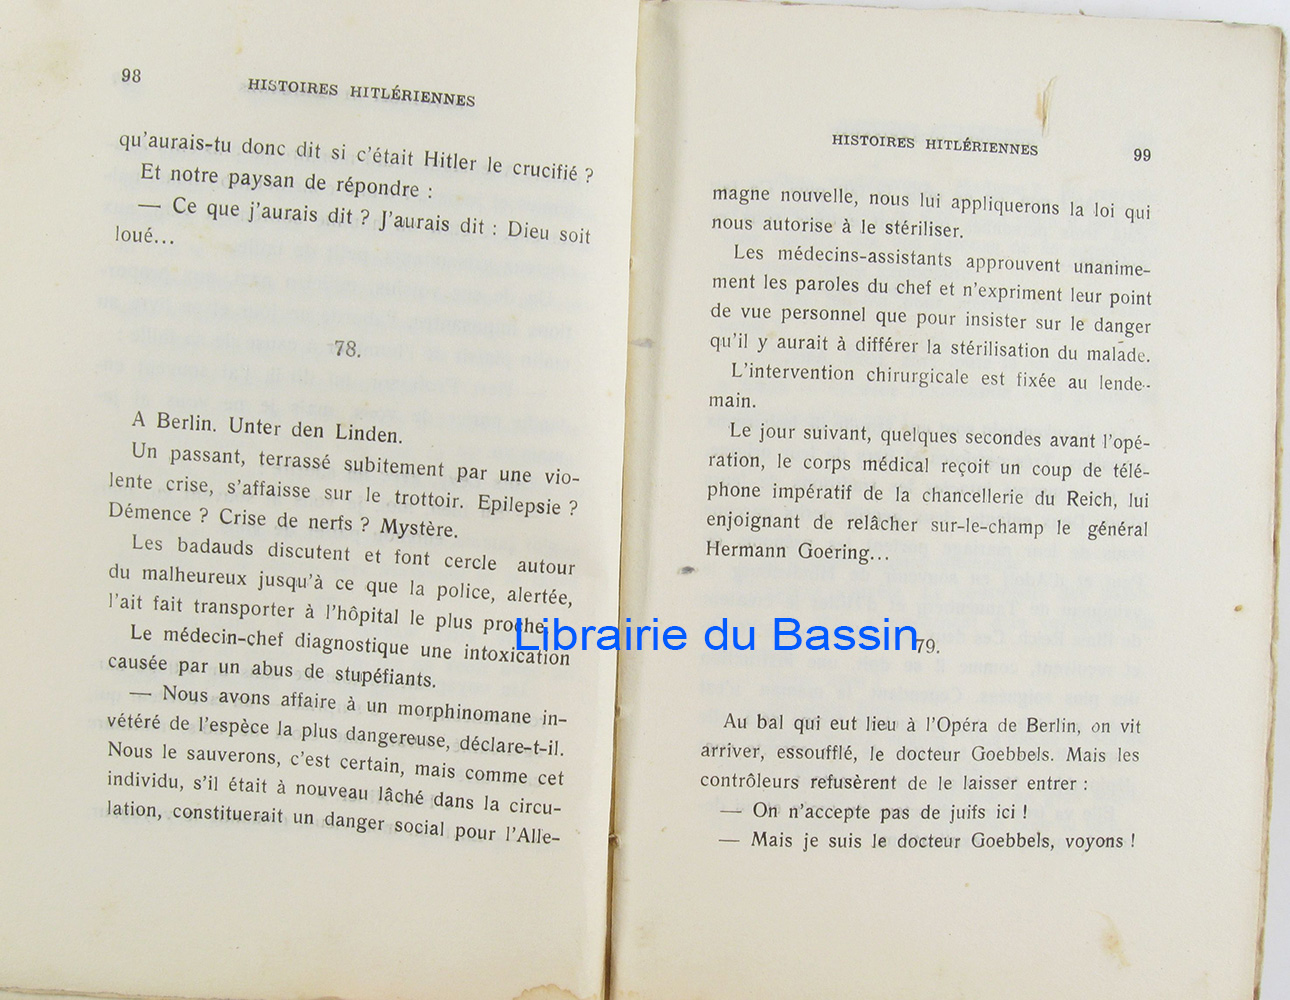 98
HISTOIRES HITLÉRIENNES
qu'aurais-tu donc dit si c'était Hitler le crucifié ?
Et notre paysan de répondre :
— Ce que j'aurais dit ? J'aurais dit : Dieu soit
loué...
78.
A Berlin. Unter den Linden.
Un passant, terrassé subitement par une vio-
lente crise, s'affaisse sur le trottoir. Epilepsie ?
Démence ? Crise de nerfs ? Mystère.
Les badauds discutent et font cercle autour
du malheureux jusqu'à ce que la police, alertée,
l'ait fait transporter à l'hôpital le plus proche.
Le médecin-chef diagnostique une intoxication
causée par un abus de stupéfiants.
— Nous avons affaire à un morphinomane in-
vétéré de l'espèce la plus dangereuse, déclare-t-il.
Nous le sauverons, c'est certain, mais comme cet
individu, s'il était à nouveau lâché dans la circu-
lation, constituerait un danger social pour l'Alle-
HISTOIRES HITLÉRIENNES
99
magne nouvelle, nous lui appliquerons la loi qui
nous autorise à le stériliser.
Les médecins-assistants approuvent unanime-
ment les paroles du chef et n'expriment leur point
de vue personnel que pour insister sur le danger
qu'il y aurait à différer la stérilisation du malade.
L'intervention chirurgicale est fixée au lende-
main.
Le jour suivant, quelques secondes avant l'opé-
ration, le corps médical reçoit un coup de télé-
phone impératif de la chancellerie du Reich, lui
enjoignant de relâcher sur-le-champ le général
Hermann Goering...
Librairie du Bassin
79.
Au bal qui eut lieu à l'Opéra de Berlin, on vit
arriver, essoufflé, le docteur Goebbels. Mais les
contrôleurs refusèrent de le laisser entrer :
— On n'accepte pas de juifs ici !
— Mais je suis le docteur Goebbels, voyons !